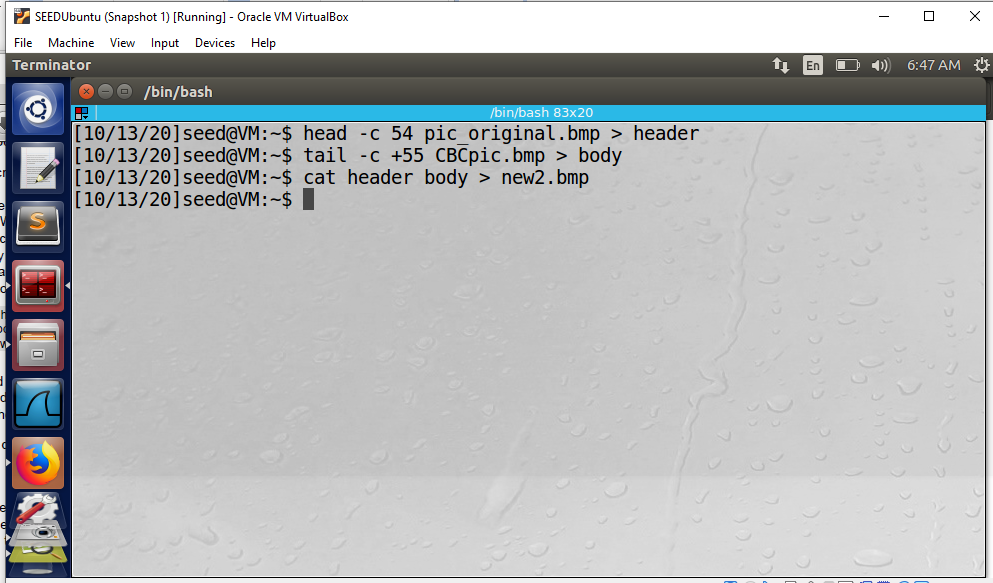 SEEDUbuntu (Snapshot 1) [Running] - Oracle VM VirtualBox
File Machine View Input Devices Help
Terminator
En
6:47 AM
/bin/bash
/bin/bash 83x20
[10/13/20]seed@VM:~$ head -c 54 pic_original.bmp > header
[10/13/20]seed@VM:~$ tail -c +55 CBCpic.bmp > body
[10/13/20]seed@VM:~$ cat header body > new2.bmp
[10/13/20]seed@VM:~$